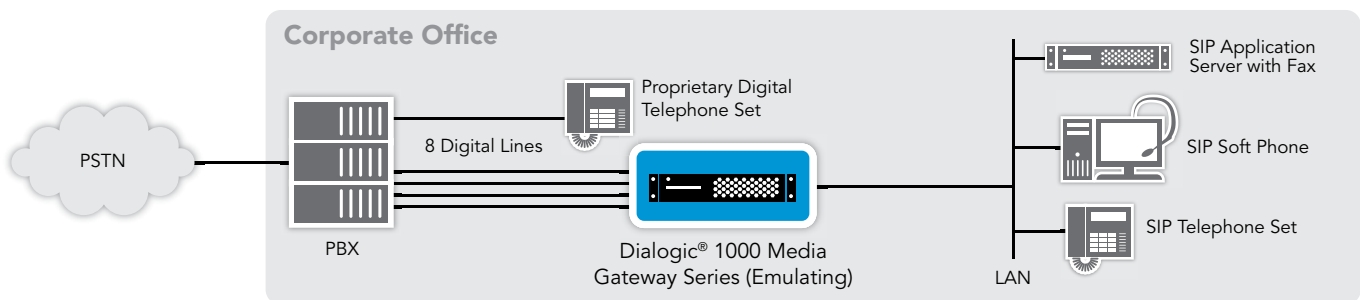 Corporate Office
PSTN
PBX
8 Digital Lines
Proprietary Digital
Telephone Set
Dialogic® 1000 Media
Gateway Series (Emulating)
LAN
SIP Application
Server with Fax
SIP Soft Phone
SIP Telephone Set